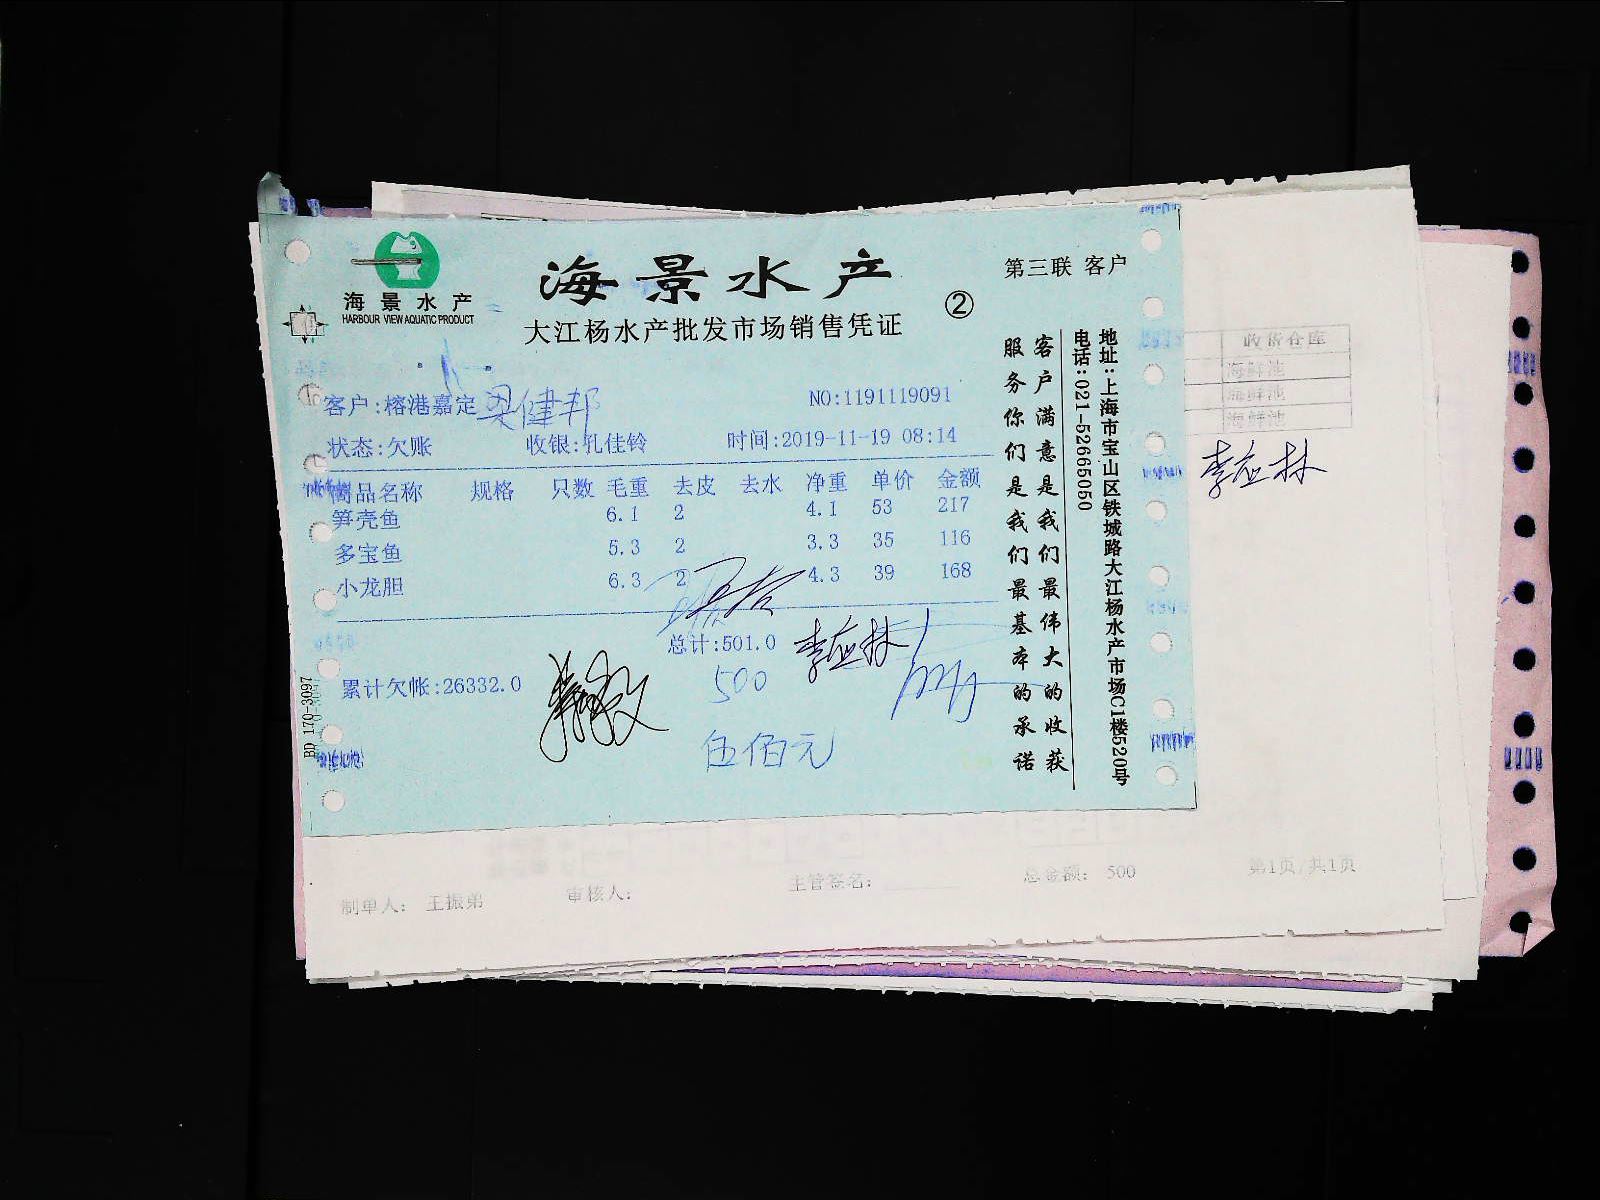 海景水产
HARBOUR VIEW AQUATIC PRODUCT
海景水产
大江杨水产批发市场销售凭证
②
第三联 客户
客户:榕港嘉定 梁健邦
NO:1191119091
状态:欠账 收银:孔佳铃 时间:2019-11-19 08:14
商品名称 规格 只数 毛重 去皮 去水 净重 单价 金额
笋壳鱼 6.1 2 4.1 53 217
多宝鱼 5.3 2 3.3 35 116
小龙胆 6.3 2 4.3 39 168
总计:501.0 李应林
累计欠帐:26332.0
500
伍佰元
客户满意是我们最伟大的收获
服务你们是我们最基本的承诺
地址:上海市宝山区铁城路大江杨水产市场C1楼520号
电话:021-52665050
BD 170-3097
收货仓库
海鲜池
海鲜池
海鲜池
李应林
制单人: 王振弟 审核人: 主管签名: 总金额: 500 第1页/共1页